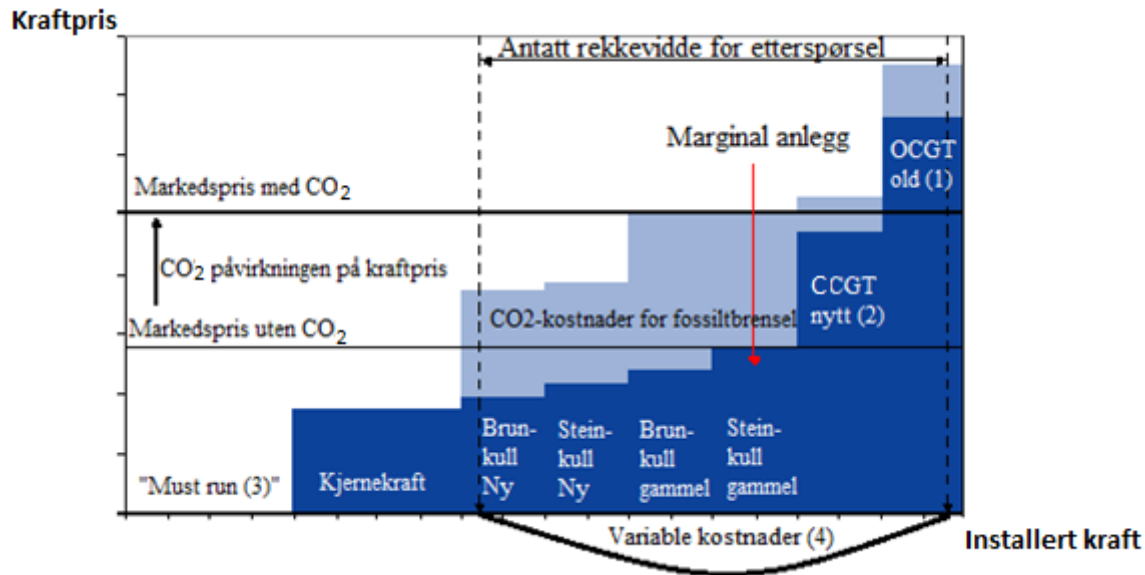 Kraftpris
Antatt rekkevidde for etterspørsel
Marginal anlegg
OCGT
old (1)
Markedspris med CO2
CO2 påvirkningen på kraftpris
CCGT
nytt (2)
CO2-kostnader for fossiltbrensel
Markedspris uten CO2
Brun-
kull
Ny
Stein-
kull
Ny
Brun-
kull
gammel
Stein-
kull
gammel
"Must run (3)"
Kjernekraft
Variable kostnader (4)
Installert kraft